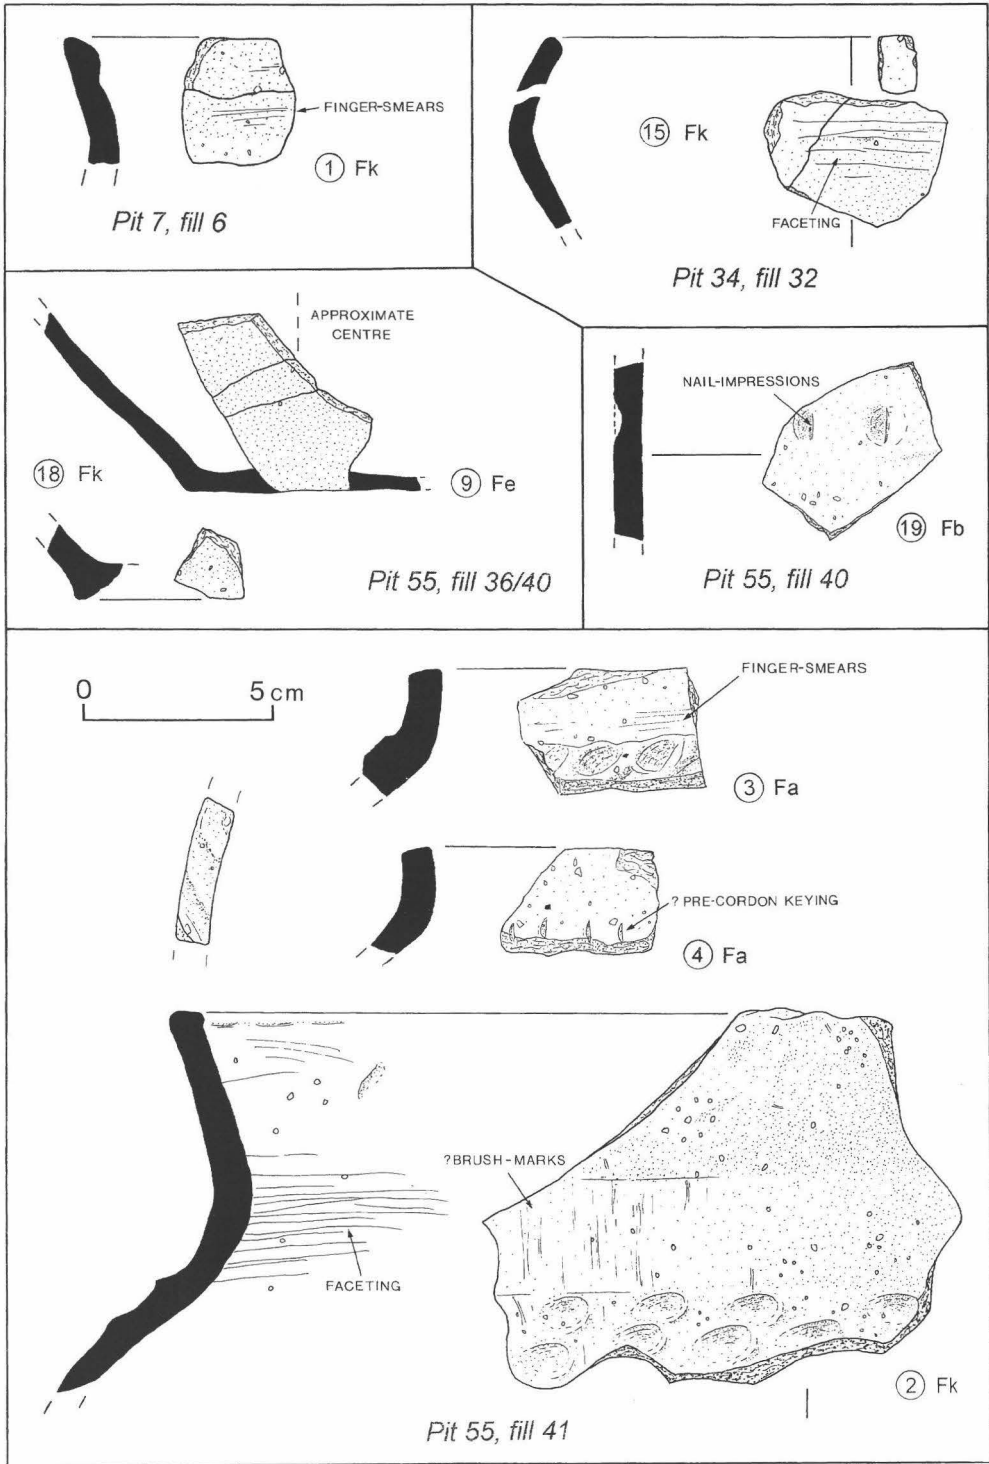 FINGER-SMEARS
① Fk
Pit 7, fill 6
⑮ Fk
FACETING
Pit 34, fill 32
APPROXIMATE
CENTRE
⑱ Fk
⑨ Fe
Pit 55, fill 36/40
NAIL-IMPRESSIONS
⑲ Fb
Pit 55, fill 40
0 5 cm
FINGER-SMEARS
③ Fa
? PRE-CORDON KEYING
④ Fa
?BRUSH-MARKS
FACETING
② Fk
Pit 55, fill 41